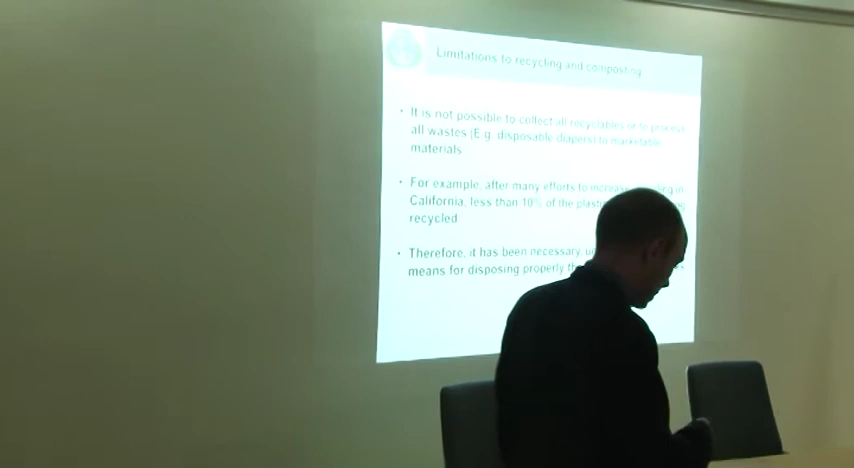 Limitations to recycling and composting
• It is not possible to collect all recyclables or to process
all wastes (E.g. disposable diapers) to marketable
materials
• For example, after many efforts to increase in
California, less than 10% of the
recycled
• Therefore, it has been necessary
means for disposing properly